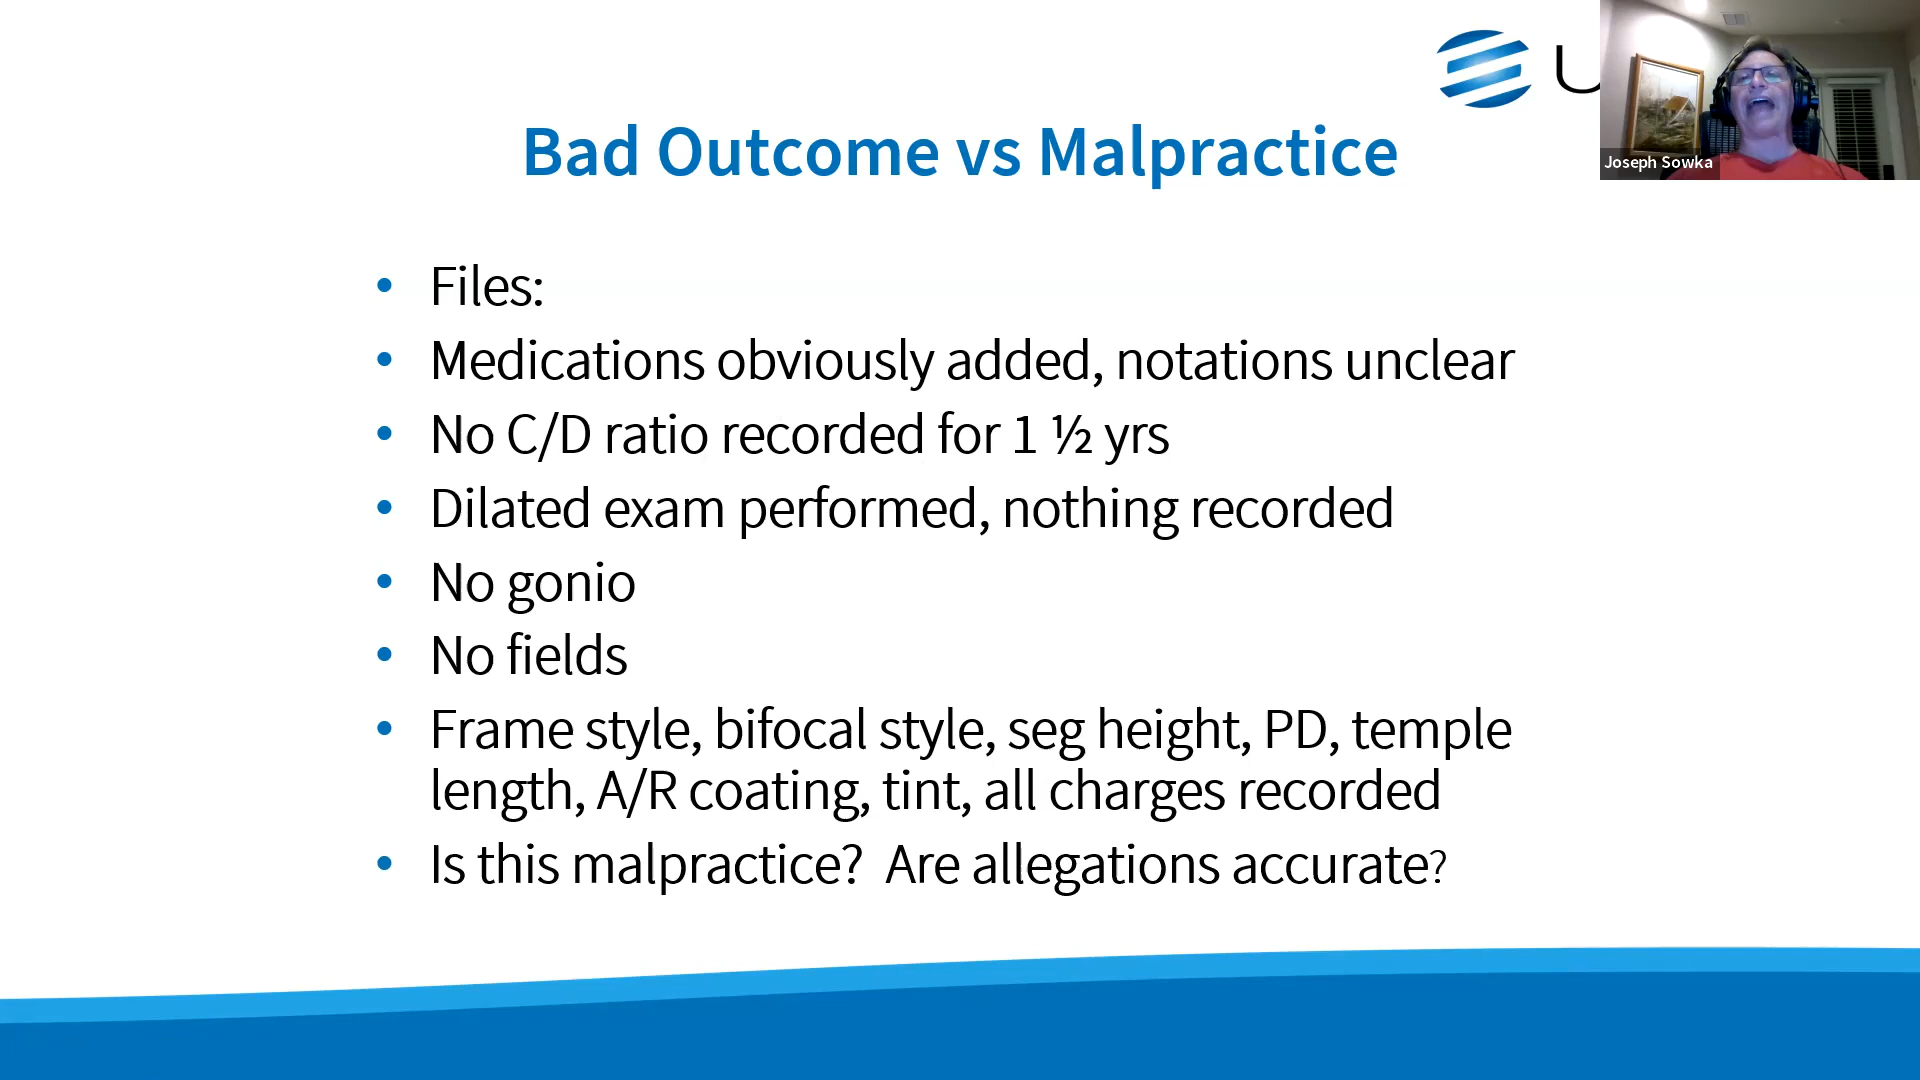 U
Joseph Sowka
Bad Outcome vs Malpractice
• Files:
• Medications obviously added, notations unclear
• No C/D ratio recorded for 1 ½ yrs
• Dilated exam performed, nothing recorded
• No gonio
• No fields
• Frame style, bifocal style, seg height, PD, temple
length, A/R coating, tint, all charges recorded
• Is this malpractice?  Are allegations accurate?